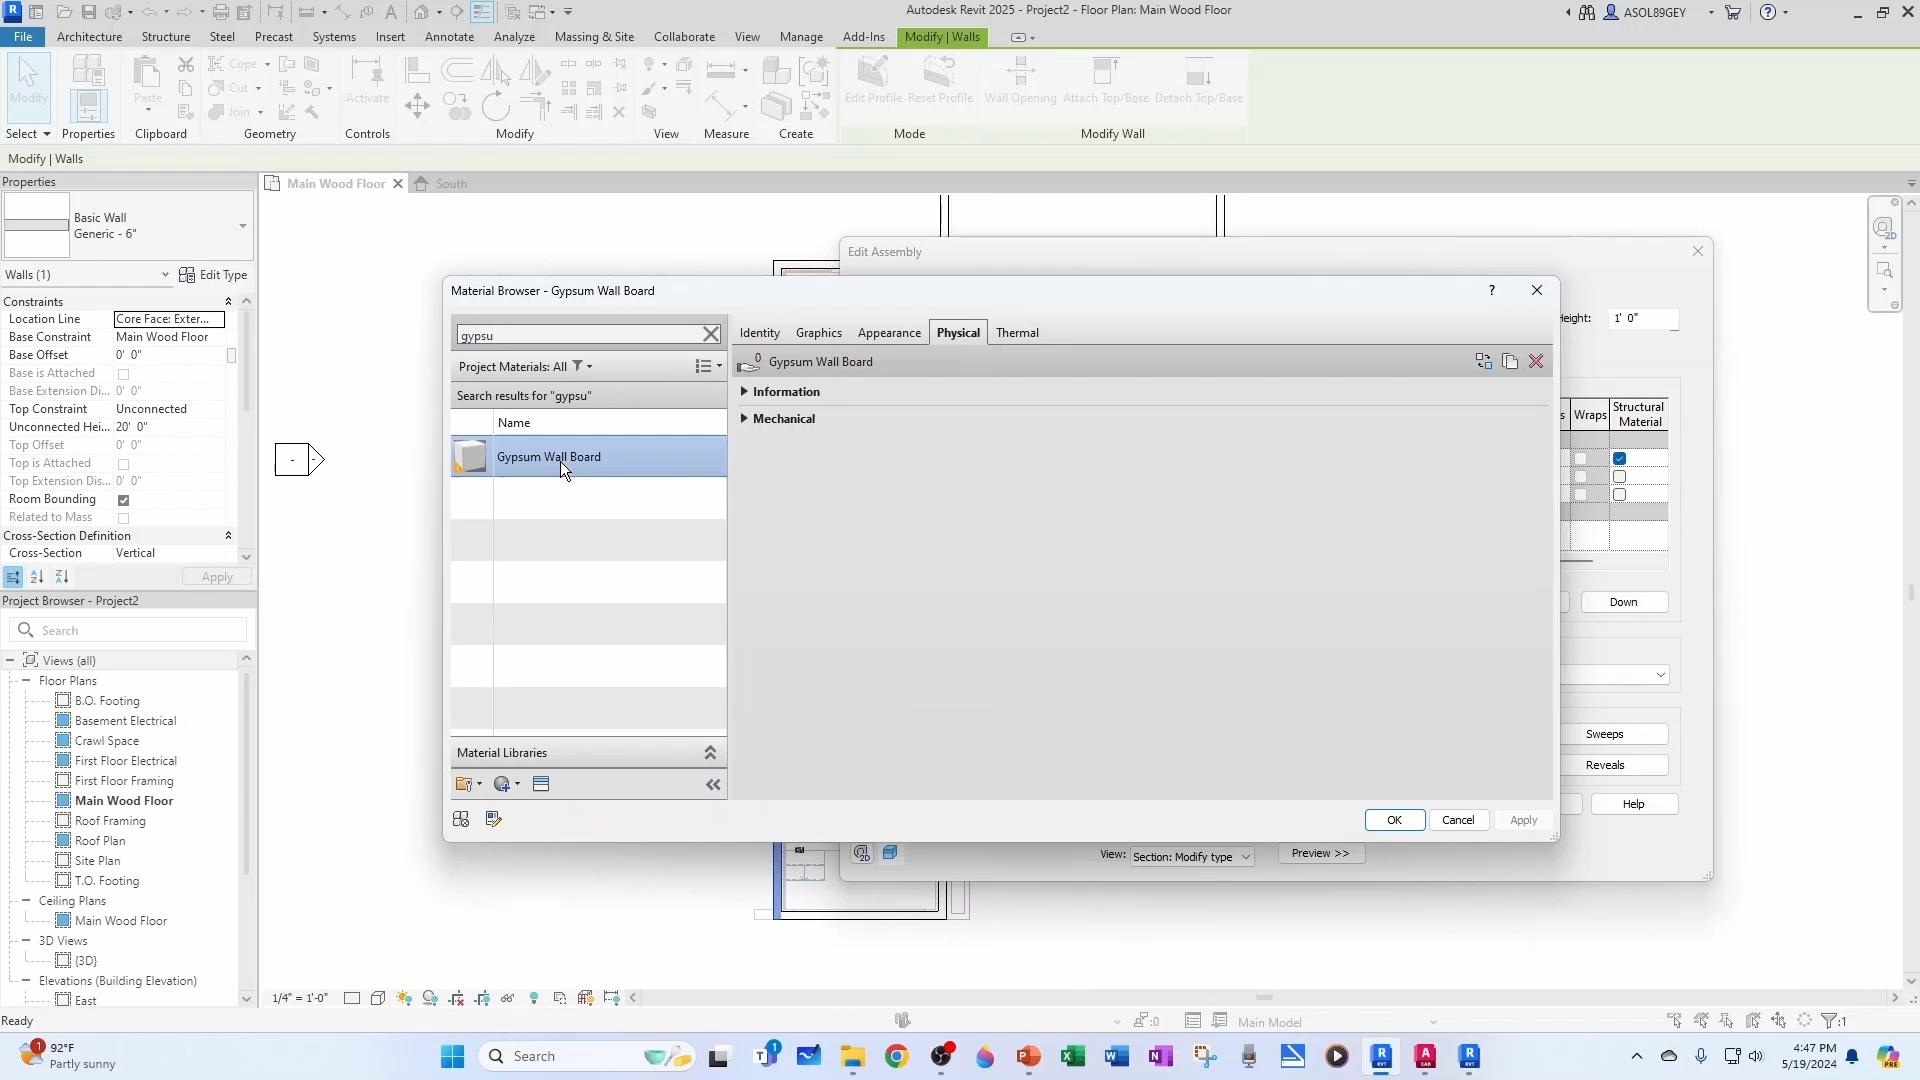 Autodesk Revit 2025 - Project2 - Floor Plan: Main Wood Floor
ASOL89GEY
File Architecture Structure Steel Precast Systems Insert Annotate Analyze Massing & Site Collaborate View Manage Add-Ins Modify | Walls
Modify Paste Cope Cut Join Activate Edit Profile Reset Profile Wall Opening Attach Top/Base Detach Top/Base
Select Properties Clipboard Geometry Controls Modify View Measure Create Mode Modify Wall
Modify | Walls
Properties
Main Wood Floor
South
Basic Wall
Generic - 6"
Walls (1)
Edit Type
Constraints
Location Line Core Face: Exter...
Base Constraint Main Wood Floor
Base Offset 0' 0"
Base is Attached
Base Extension Di... 0' 0"
Top Constraint Unconnected
Unconnected Hei... 20' 0"
Top Offset 0' 0"
Top is Attached
Top Extension Dis... 0' 0"
Room Bounding
Related to Mass
Cross-Section Definition
Cross-Section Vertical
Apply
Project Browser - Project2
Search
Views (all)
Floor Plans
B.O. Footing
Basement Electrical
Crawl Space
First Floor Electrical
First Floor Framing
Main Wood Floor
Roof Framing
Roof Plan
Site Plan
T.O. Footing
Ceiling Plans
Main Wood Floor
3D Views
{3D}
Elevations (Building Elevation)
East
Edit Assembly
Height: 1' 0"
Wraps
Structural
Material
Down
Sweeps
Reveals
Help
View: Section: Modify type
Preview >>
Material Browser - Gypsum Wall Board
?
gypsu
Project Materials: All
Search results for "gypsu"
Name
Gypsum Wall Board
Material Libraries
Identity Graphics Appearance Physical Thermal
0
Gypsum Wall Board
Information
Mechanical
OK Cancel Apply
1/4" = 1'-0"
Ready
:0
Main Model
:1
92°F
Partly sunny
Search
4:47 PM
5/19/2024